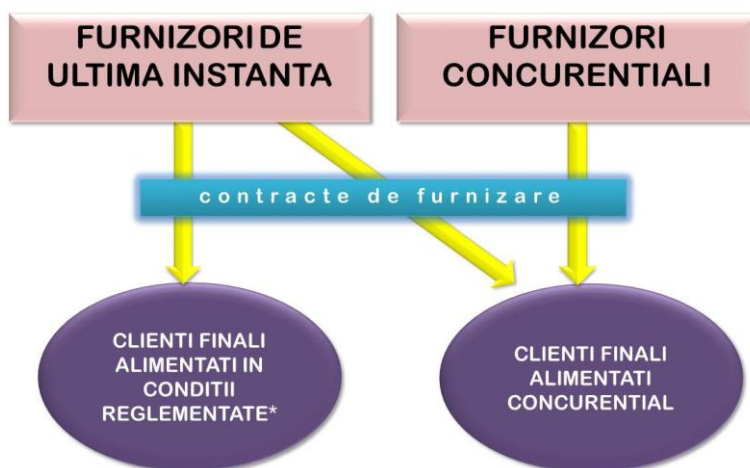 FURNIZORI DE
ULTIMA INSTANTA
FURNIZORI
CONCURENTIALI
contracte de furnizare
CLIENTI FINALI
ALIMENTATI IN
CONDITII
REGLEMENTATE*
CLIENTI FINALI
ALIMENTATI
CONCURENTIAL